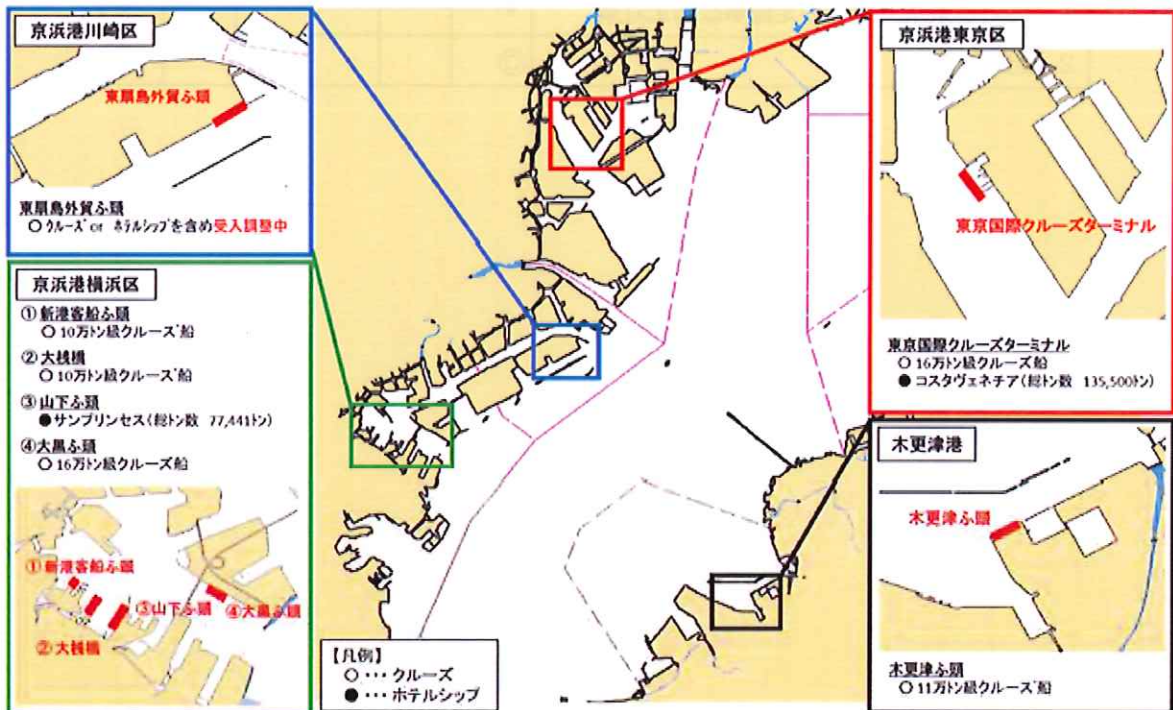 京浜港川崎区
東扇島外貿ふ頭
東扇島外貿ふ頭
○ クルーズ or ホテルシップを含め受入調整中
京浜港横浜区
① 新港客船ふ頭
○ 10万トン級クルーズ船
② 大桟橋
○ 10万トン級クルーズ船
③ 山下ふ頭
●サンプリンセス(総トン数 77,441トン)
④ 大黒ふ頭
○ 16万トン級クルーズ船
①新港客船ふ頭
③山下ふ頭
④大黒ふ頭
② 大桟橋
【凡例】
○ ・・・ クルーズ
● ・・・ ホテルシップ
京浜港東京区
東京国際クルーズターミナル
東京国際クルーズターミナル
○ 16万トン級クルーズ船
● コスタヴェネチア(総トン数 135,500トン)
木更津港
木更津ふ頭
木更津ふ頭
○ 11万トン級クルーズ船